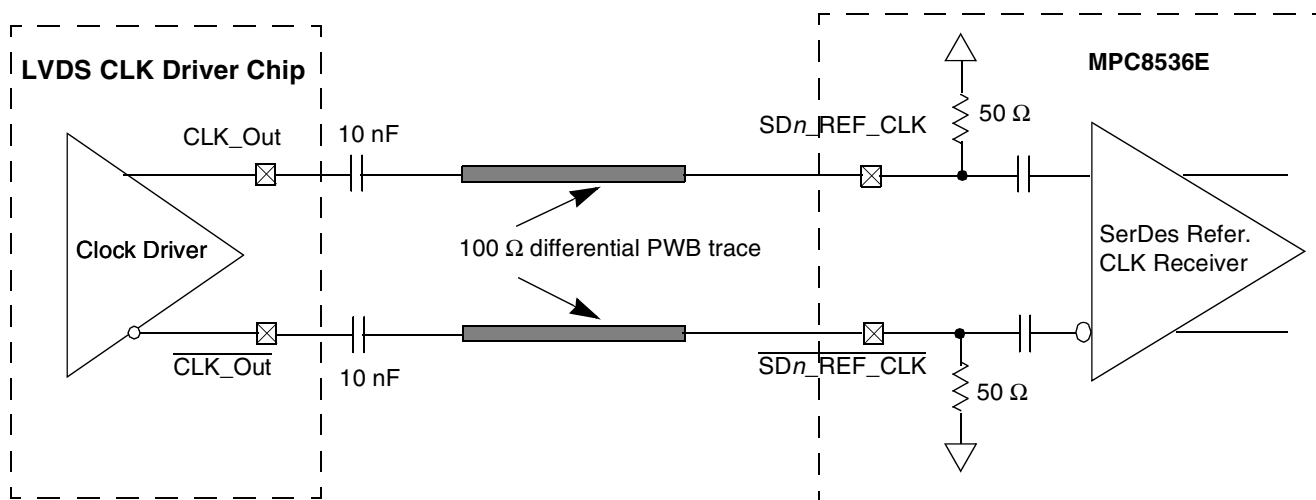 LVDS CLK Driver Chip
MPC8536E
CLK_Out
10 nF
SDn_REF_CLK
50 Ω
Clock Driver
100 Ω differential PWB trace
SerDes Refer.
CLK Receiver
CLK_Out
10 nF
SDn_REF_CLK
50 Ω